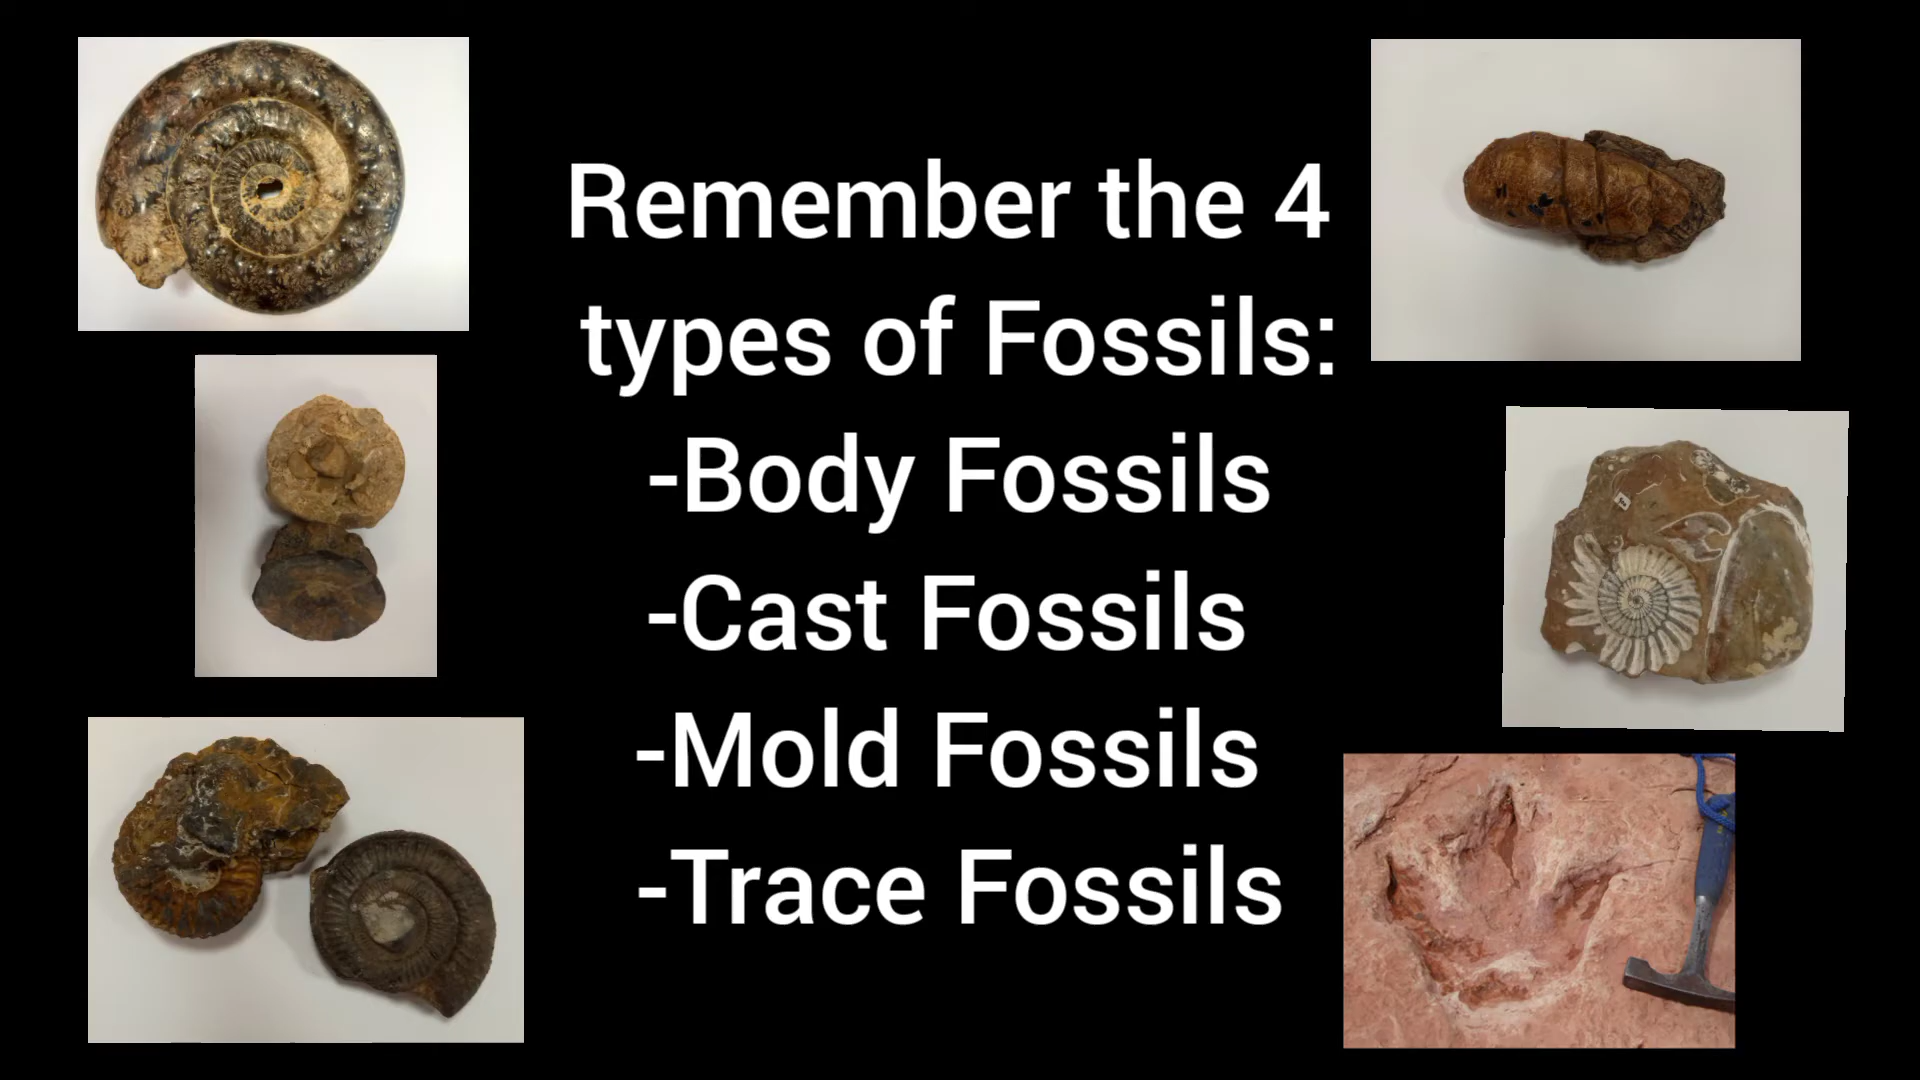 Remember the 4
types of Fossils:
-Body Fossils
-Cast Fossils
-Mold Fossils
-Trace Fossils